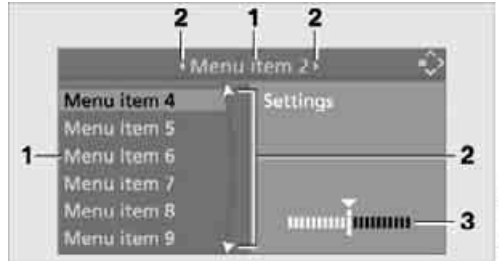 2 1 2
Menu item 2
Menu item 4 Settings
Menu item 5
1 Menu item 6 2
Menu item 7
Menu item 8 3
Menu item 9